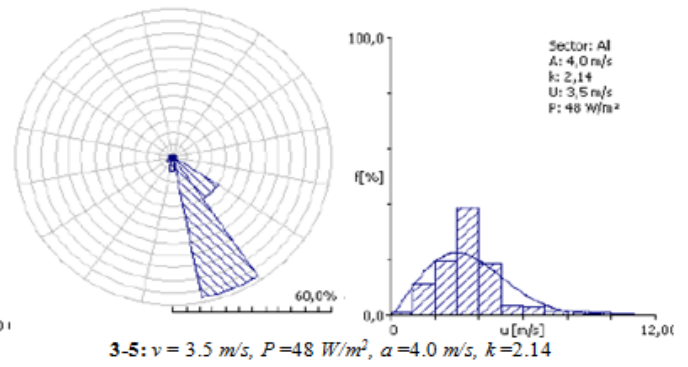 100,0
Sector: All
A: 4,0 m/s
k: 2,14
U: 3,5 m/s
P: 48 W/m²
f[%]
60,0%
0,0
0
u[m/s]
12,00
3-5: v = 3.5 m/s, P =48 W/m², a =4.0 m/s, k =2.14